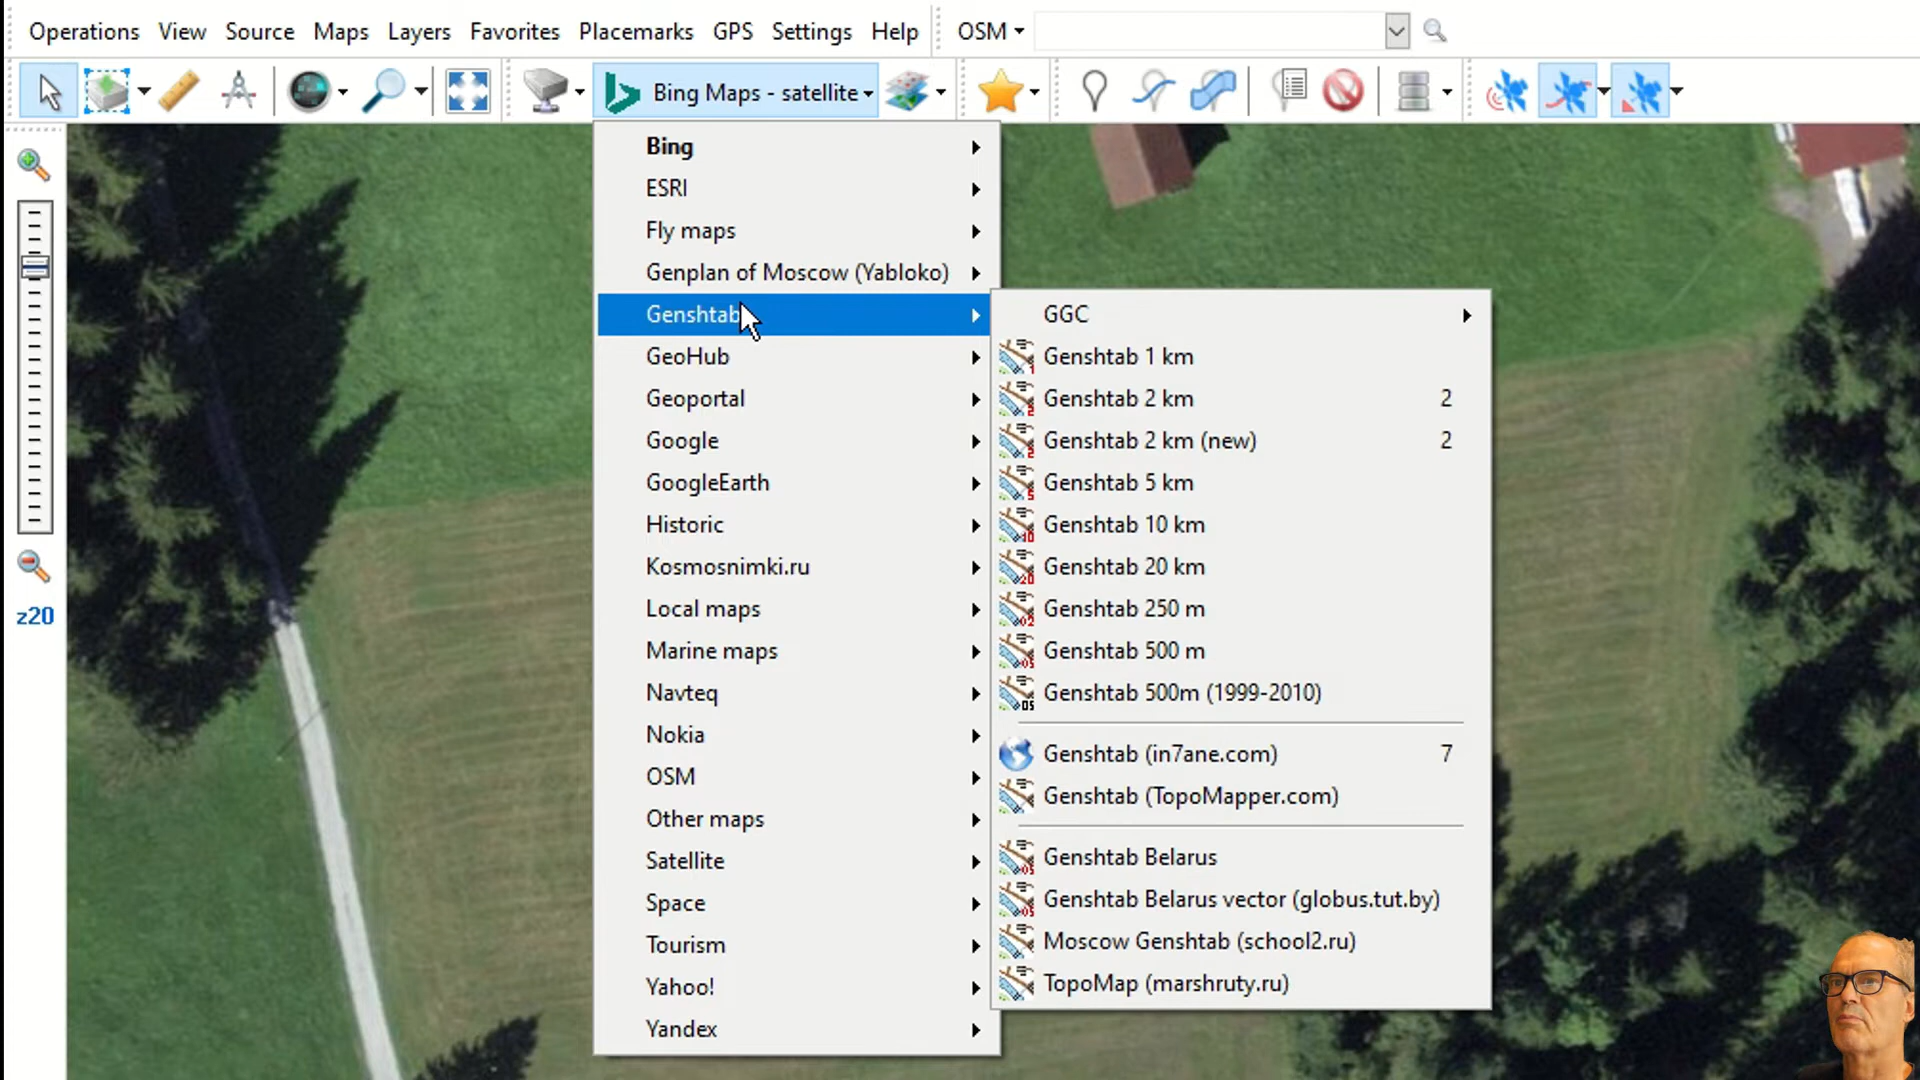 Operations View Source Maps Layers Favorites Placemarks GPS Settings Help OSM
Bing Maps - satellite
Bing
ESRI
Fly maps
Genplan of Moscow (Yabloko)
Genshtab
GeoHub
Geoportal
Google
GoogleEarth
Historic
Kosmosnimki.ru
Local maps
Marine maps
Navteq
Nokia
OSM
Other maps
Satellite
Space
Tourism
Yahoo!
Yandex
GGC
Genshtab 1 km
Genshtab 2 km 2
Genshtab 2 km (new) 2
Genshtab 5 km
Genshtab 10 km
Genshtab 20 km
Genshtab 250 m
Genshtab 500 m
Genshtab 500m (1999-2010)
Genshtab (in7ane.com) 7
Genshtab (TopoMapper.com)
Genshtab Belarus
Genshtab Belarus vector (globus.tut.by)
Moscow Genshtab (school2.ru)
TopoMap (marshruty.ru)
z20